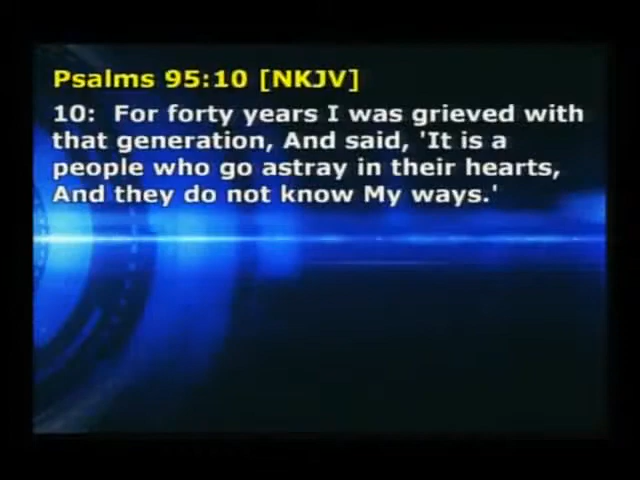 Psalms 95:10 [NKJV]
10:  For forty years I was grieved with
that generation, And said, 'It is a
people who go astray in their hearts,
And they do not know My ways.'